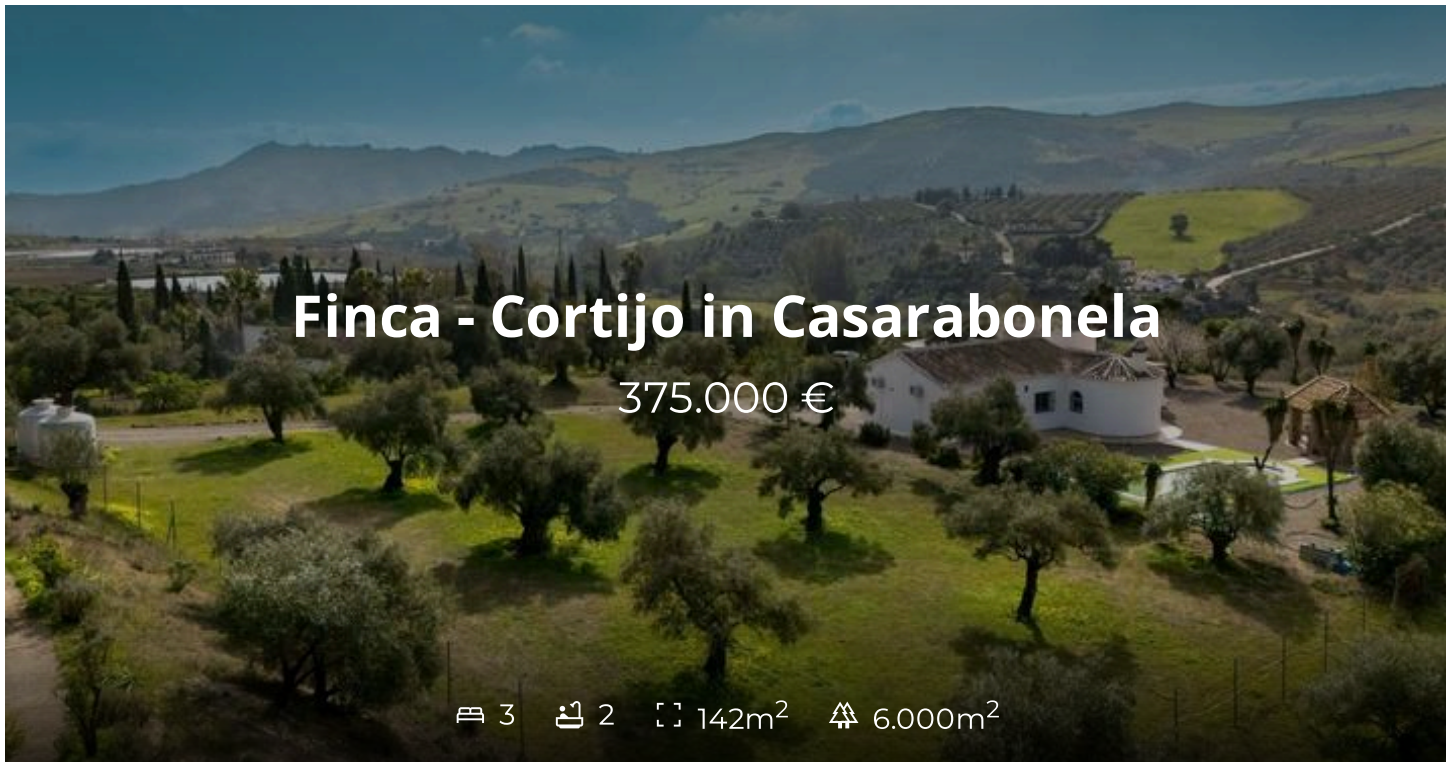 Finca - Cortijo in Casarabonela
375.000 €
3 2 142m² 6.000m²